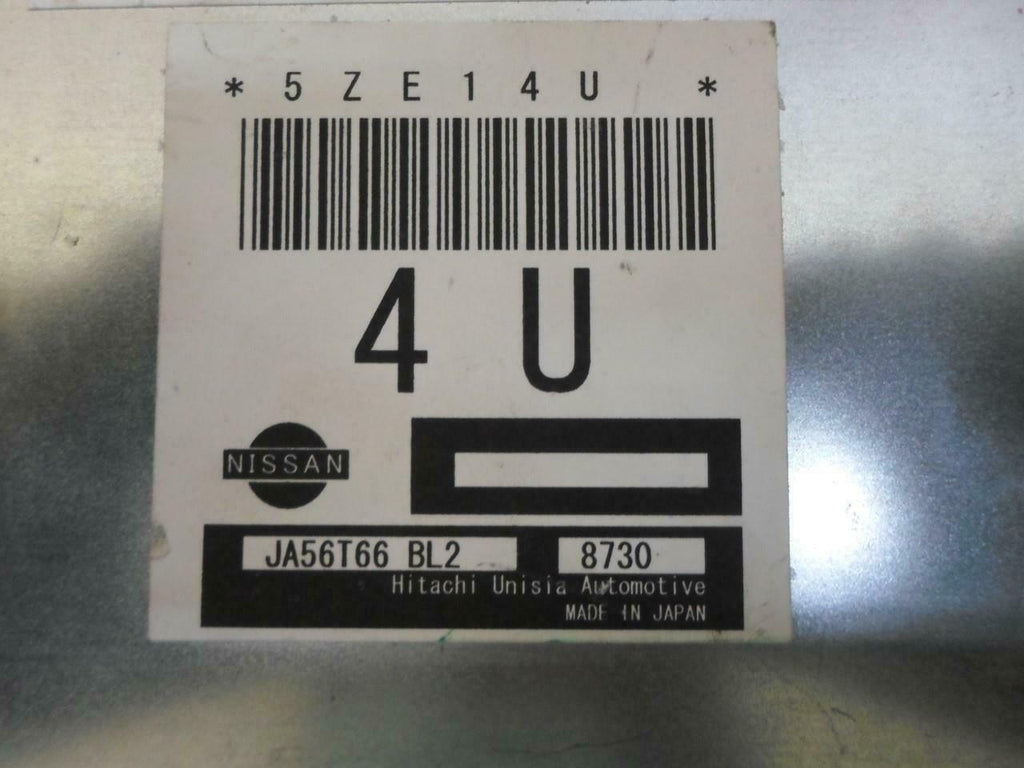 * 5 Z E 1 4 U *
4 U
NISSAN
JA56T66 BL2 8730
Hitachi Unisia Automotive
MADE IN JAPAN